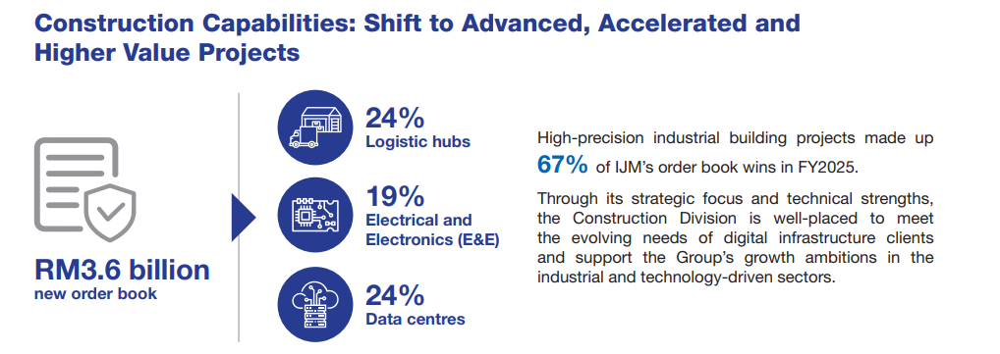 Construction Capabilities: Shift to Advanced, Accelerated and
Higher Value Projects
RM3.6 billion
new order book
24%
Logistic hubs
19%
Electrical and
Electronics (E&E)
24%
Data centres
High-precision industrial building projects made up
67% of IJM’s order book wins in FY2025.
Through its strategic focus and technical strengths,
the Construction Division is well-placed to meet
the evolving needs of digital infrastructure clients
and support the Group’s growth ambitions in the
industrial and technology-driven sectors.